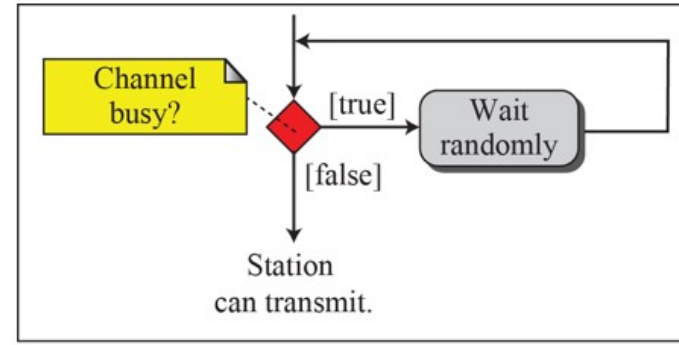 Channel
busy?
[true]
Wait
randomly
[false]
Station
can transmit.